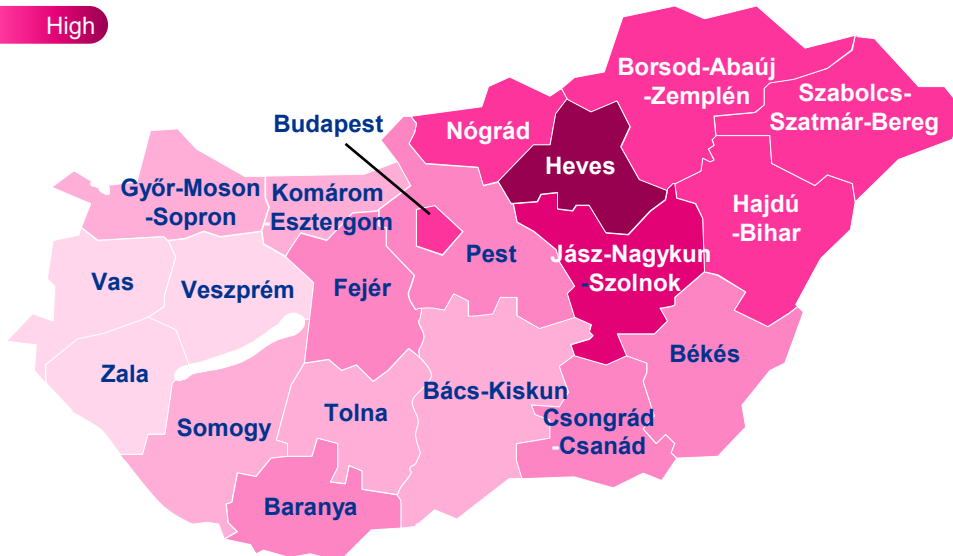 High
Borsod-Abaúj
-Zemplén
Szabolcs-
Szatmár-Bereg
Budapest
Nógrád
Heves
Győr-Moson
-Sopron
Komárom
-Esztergom
Hajdú
-Bihar
Pest
Jász-Nagykun
-Szolnok
Vas
Veszprém
Fejér
Békés
Zala
Bács-Kiskun
Tolna
Somogy
Csongrád
-Csanád
Baranya